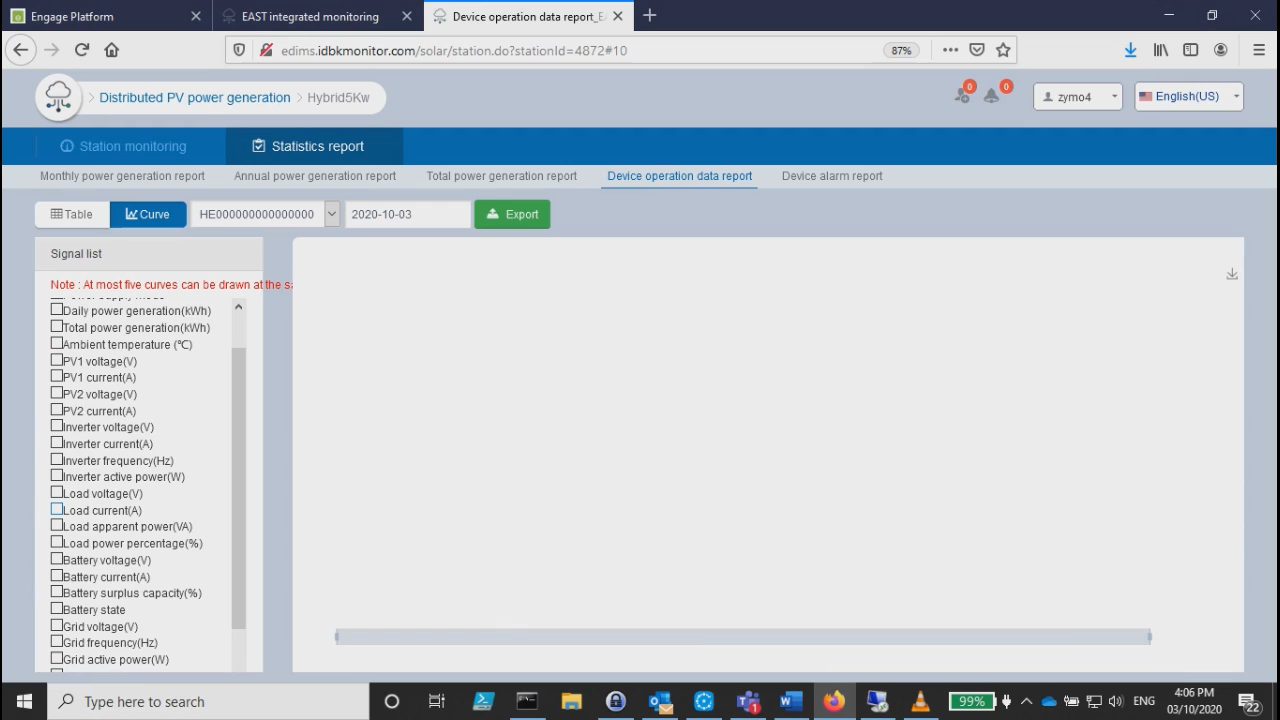 Engage Platform
EAST integrated monitoring
Device operation data report_EA
edims.idbkmonitor.com/solar/station.do?stationId=4872#10
87%
Distributed PV power generation
Hybrid5Kw
0
0
zymo4
English(US)
Station monitoring
Statistics report
Monthly power generation report
Annual power generation report
Total power generation report
Device operation data report
Device alarm report
Table
Curve
HE000000000000000
2020-10-03
Export
Signal list
Note : At most five curves can be drawn at the sa
Power supply mode
Daily power generation(kWh)
Total power generation(kWh)
Ambient temperature (℃)
PV1 voltage(V)
PV1 current(A)
PV2 voltage(V)
PV2 current(A)
Inverter voltage(V)
Inverter current(A)
Inverter frequency(Hz)
Inverter active power(W)
Load voltage(V)
Load current(A)
Load apparent power(VA)
Load power percentage(%)
Battery voltage(V)
Battery current(A)
Battery surplus capacity(%)
Battery state
Grid voltage(V)
Grid frequency(Hz)
Grid active power(W)
Type here to search
99%
ENG
4:06 PM
03/10/2020
22